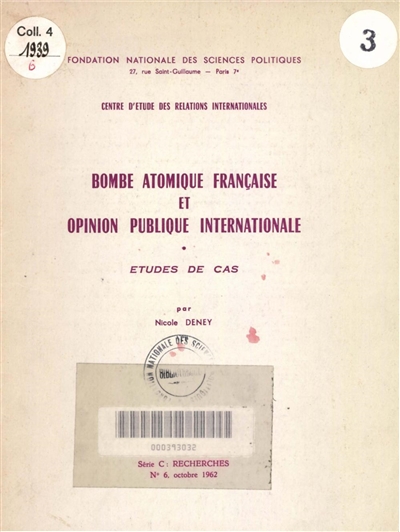 Coll. 4
1939
6
3
FONDATION NATIONALE DES SCIENCES POLITIQUES
27, rue Saint-Guillaume — Paris 7e
CENTRE D'ETUDE DES RELATIONS INTERNATIONALES
BOMBE ATOMIQUE FRANÇAISE
ET
OPINION PUBLIQUE INTERNATIONALE
•
ETUDES DE CAS
par
Nicole DENEY
NATIONALE DES
000393032
Série C : RECHERCHES
N° 6, octobre 1962